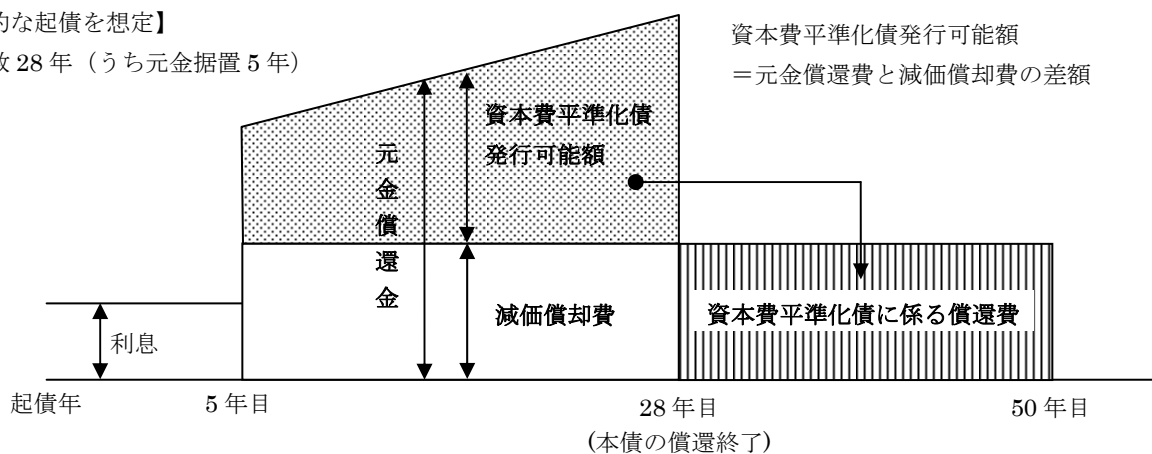 的な起債を想定】
数 28 年（うち元金据置 5 年）
資本費平準化債発行可能額
＝元金償還費と減価償却費の差額
資本費平準化債
発行可能額
元金償還金
減価償却費
資本費平準化債に係る償還費
利息
起債年
5 年目
28 年目
50 年目
(本債の償還終了)